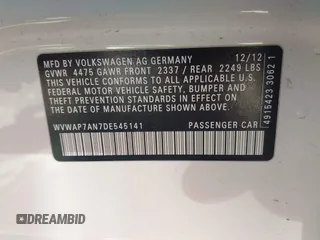 MFD. BY VOLKSWAGEN AG GERMANY 12/12
GVWR 4475 GAWR FRONT 2337 / REAR 2249 LBS
THIS VEHICLE CONFORMS TO ALL APPLICABLE U.S.
FEDERAL MOTOR VEHICLE SAFETY, BUMPER AND
THEFT PREVENTION STANDARDS IN EFFECT ON THE
DATE OF MANUFACTURE SHOWN ABOVE.
WVWAP7AN7DE545141 PASSENGER CAR
4915423 3062 1
DREAMBID